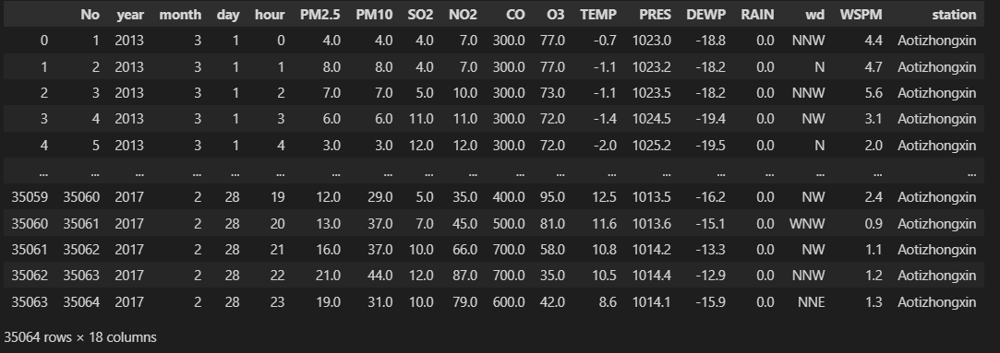 No year month day hour PM2.5 PM10 SO2 NO2 CO O3 TEMP PRES DEWP RAIN wd WSPM station
0 1 2013 3 1 0 4.0 4.0 4.0 7.0 300.0 77.0 -0.7 1023.0 -18.8 0.0 NNW 4.4 Aotizhongxin
1 2 2013 3 1 1 8.0 8.0 4.0 7.0 300.0 77.0 -1.1 1023.2 -18.2 0.0 N 4.7 Aotizhongxin
2 3 2013 3 1 2 7.0 7.0 5.0 10.0 300.0 73.0 -1.1 1023.5 -18.2 0.0 NNW 5.6 Aotizhongxin
3 4 2013 3 1 3 6.0 6.0 11.0 11.0 300.0 72.0 -1.4 1024.5 -19.4 0.0 NW 3.1 Aotizhongxin
4 5 2013 3 1 4 3.0 3.0 12.0 12.0 300.0 72.0 -2.0 1025.2 -19.5 0.0 N 2.0 Aotizhongxin
... ... ... ... ... ... ... ... ... ... ... ... ... ... ... ... ... ... ...
35059 35060 2017 2 28 19 12.0 29.0 5.0 35.0 400.0 95.0 12.5 1013.5 -16.2 0.0 NW 2.4 Aotizhongxin
35060 35061 2017 2 28 20 13.0 37.0 7.0 45.0 500.0 81.0 11.6 1013.6 -15.1 0.0 WNW 0.9 Aotizhongxin
35061 35062 2017 2 28 21 16.0 37.0 10.0 66.0 700.0 58.0 10.8 1014.2 -13.3 0.0 NW 1.1 Aotizhongxin
35062 35063 2017 2 28 22 21.0 44.0 12.0 87.0 700.0 35.0 10.5 1014.4 -12.9 0.0 NNW 1.2 Aotizhongxin
35063 35064 2017 2 28 23 19.0 31.0 10.0 79.0 600.0 42.0 8.6 1014.1 -15.9 0.0 NNE 1.3 Aotizhongxin
35064 rows × 18 columns